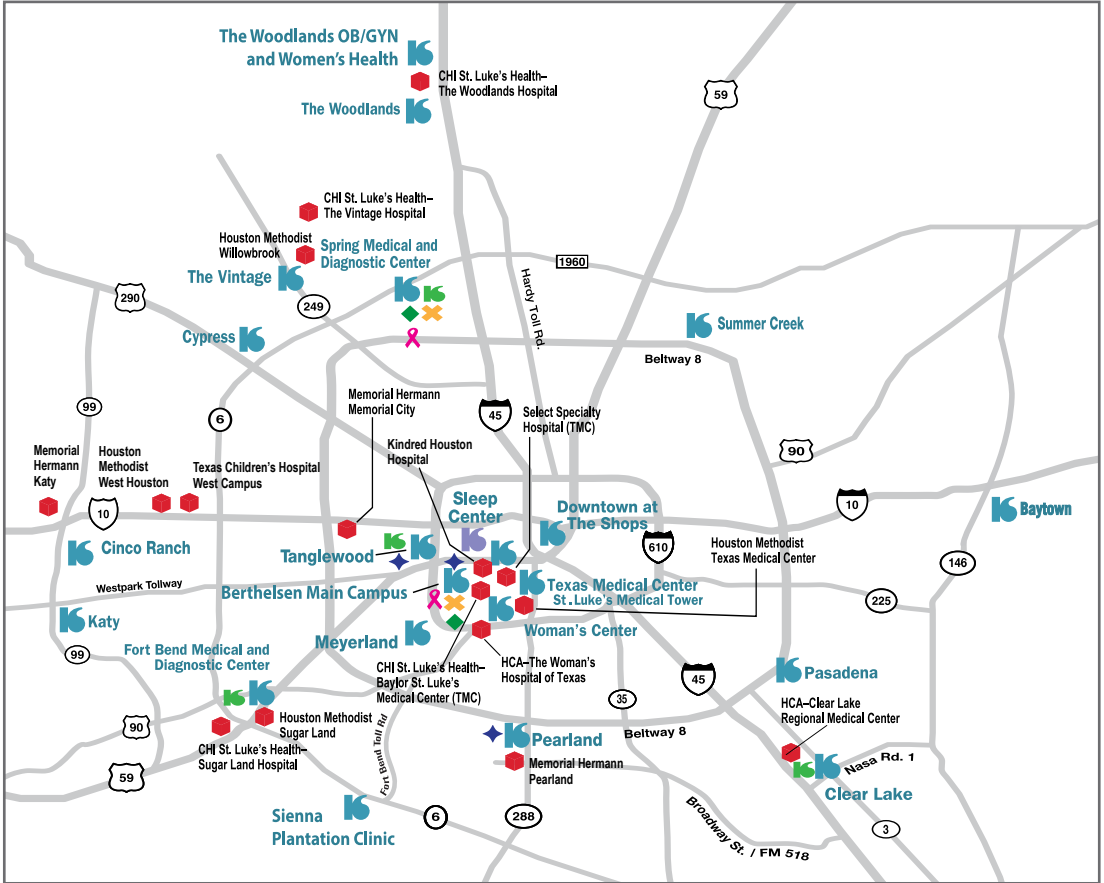 The Woodlands OB/GYN
and Women's Health
CHI St. Luke's Health–
The Woodlands Hospital
The Woodlands
59
CHI St. Luke's Health–
The Vintage Hospital
Houston Methodist
Willowbrook
Spring Medical and
Diagnostic Center
The Vintage
1960
Hardy Toll Rd.
290
249
Cypress
Summer Creek
Beltway 8
99
6
Memorial Hermann
Memorial City
45
Select Specialty
Hospital (TMC)
Kindred Houston
Hospital
90
Memorial
Hermann
Katy
Houston
Methodist
West Houston
Texas Children's Hospital
West Campus
10
Sleep
Center
Downtown at
The Shops
10
Baytown
Cinco Ranch
Tanglewood
610
Houston Methodist
Texas Medical Center
146
Westpark Tollway
Berthelsen Main Campus
Texas Medical Center
St.Luke's Medical Tower
225
Katy
Meyerland
Woman's Center
99
Fort Bend Medical and
Diagnostic Center
CHI St. Luke's Health–
Baylor St. Luke's
Medical Center (TMC)
HCA–The Woman's
Hospital of Texas
45
Pasadena
35
HCA–Clear Lake
Regional Medical Center
90
Houston Methodist
Sugar Land
CHI St. Luke's Health–
Sugar Land Hospital
Fort Bend Toll Rd
Pearland
Beltway 8
Memorial Hermann
Pearland
Nasa Rd. 1
59
Clear Lake
Sienna
Plantation Clinic
6
288
Broadway St. / FM 518
3